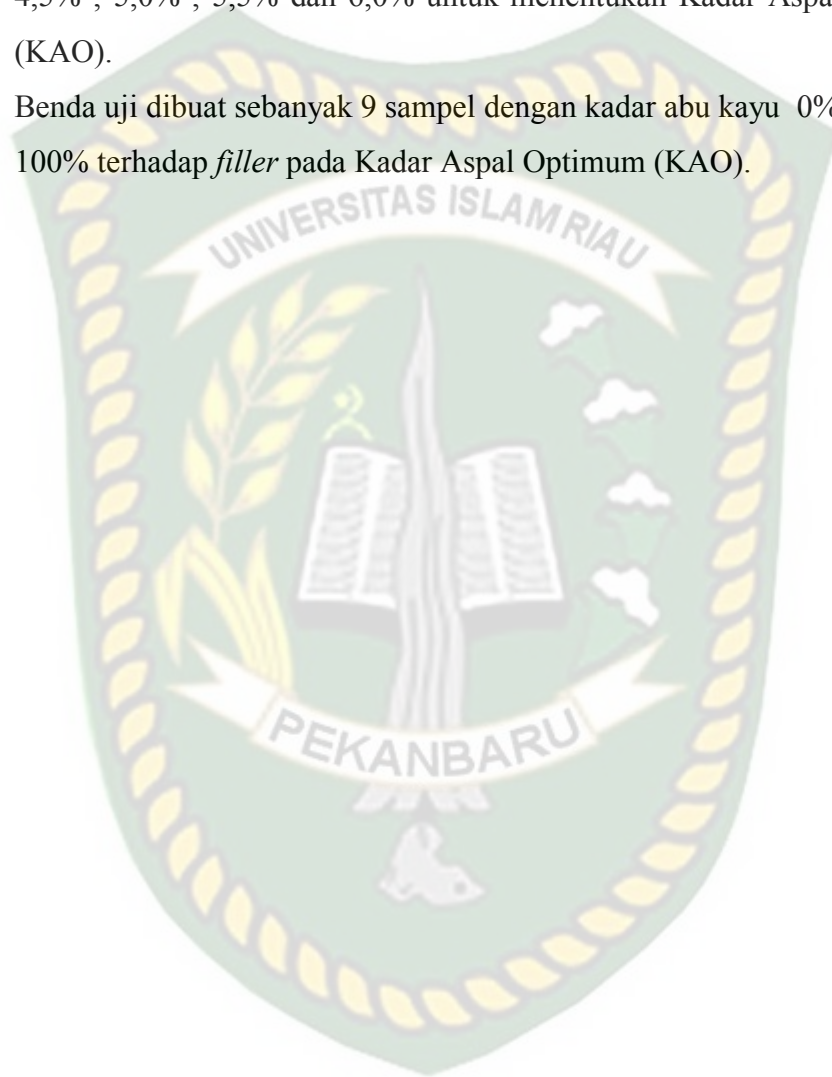 4,5% ; 5,0% ; 5,5% dan 6,0% untuk menentukan Kadar Aspal
(KAO).
Benda uji dibuat sebanyak 9 sampel dengan kadar abu kayu 0%
100% terhadap filler pada Kadar Aspal Optimum (KAO).
UNIVERSITAS ISLAM RIAU
PEKANBARU